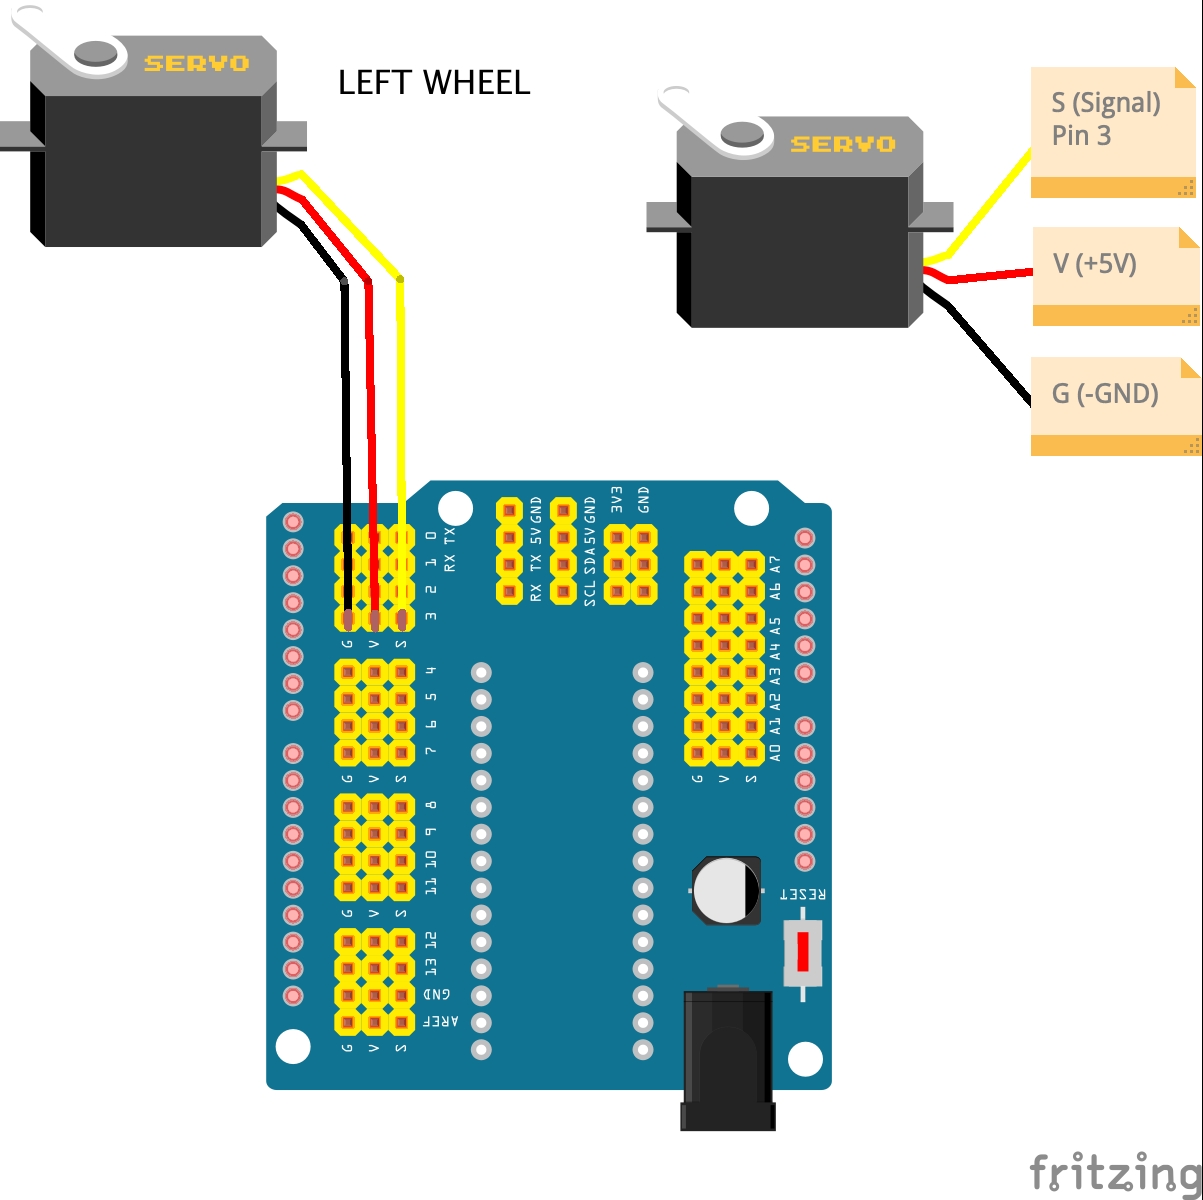 SERVO
LEFT WHEEL
SERVO
S (Signal)
Pin 3
V (+5V)
G (-GND)
0
1
2
3
RX TX
G V S
RX TX 5V GND
SCL SDA 5V GND
3V3
GND
A7
A6
A5
A4
A3
A2
A1
A0
G V S
4
5
6
7
G V S
8
9
10
11
G V S
12
13
GND
AREF
G V S
RESET
fritzing